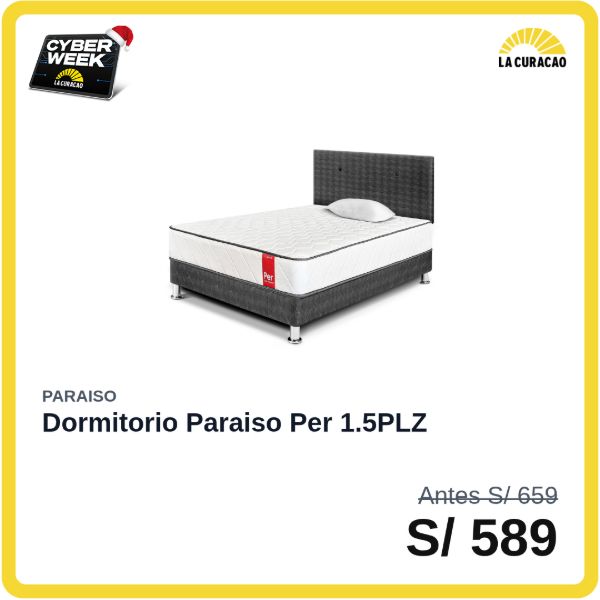 CYBER
WEEK
LA CURACAO
LA CURACAO
Per
PARAISO
Dormitorio Paraiso Per 1.5PLZ
Antes S/ 659
S/ 589